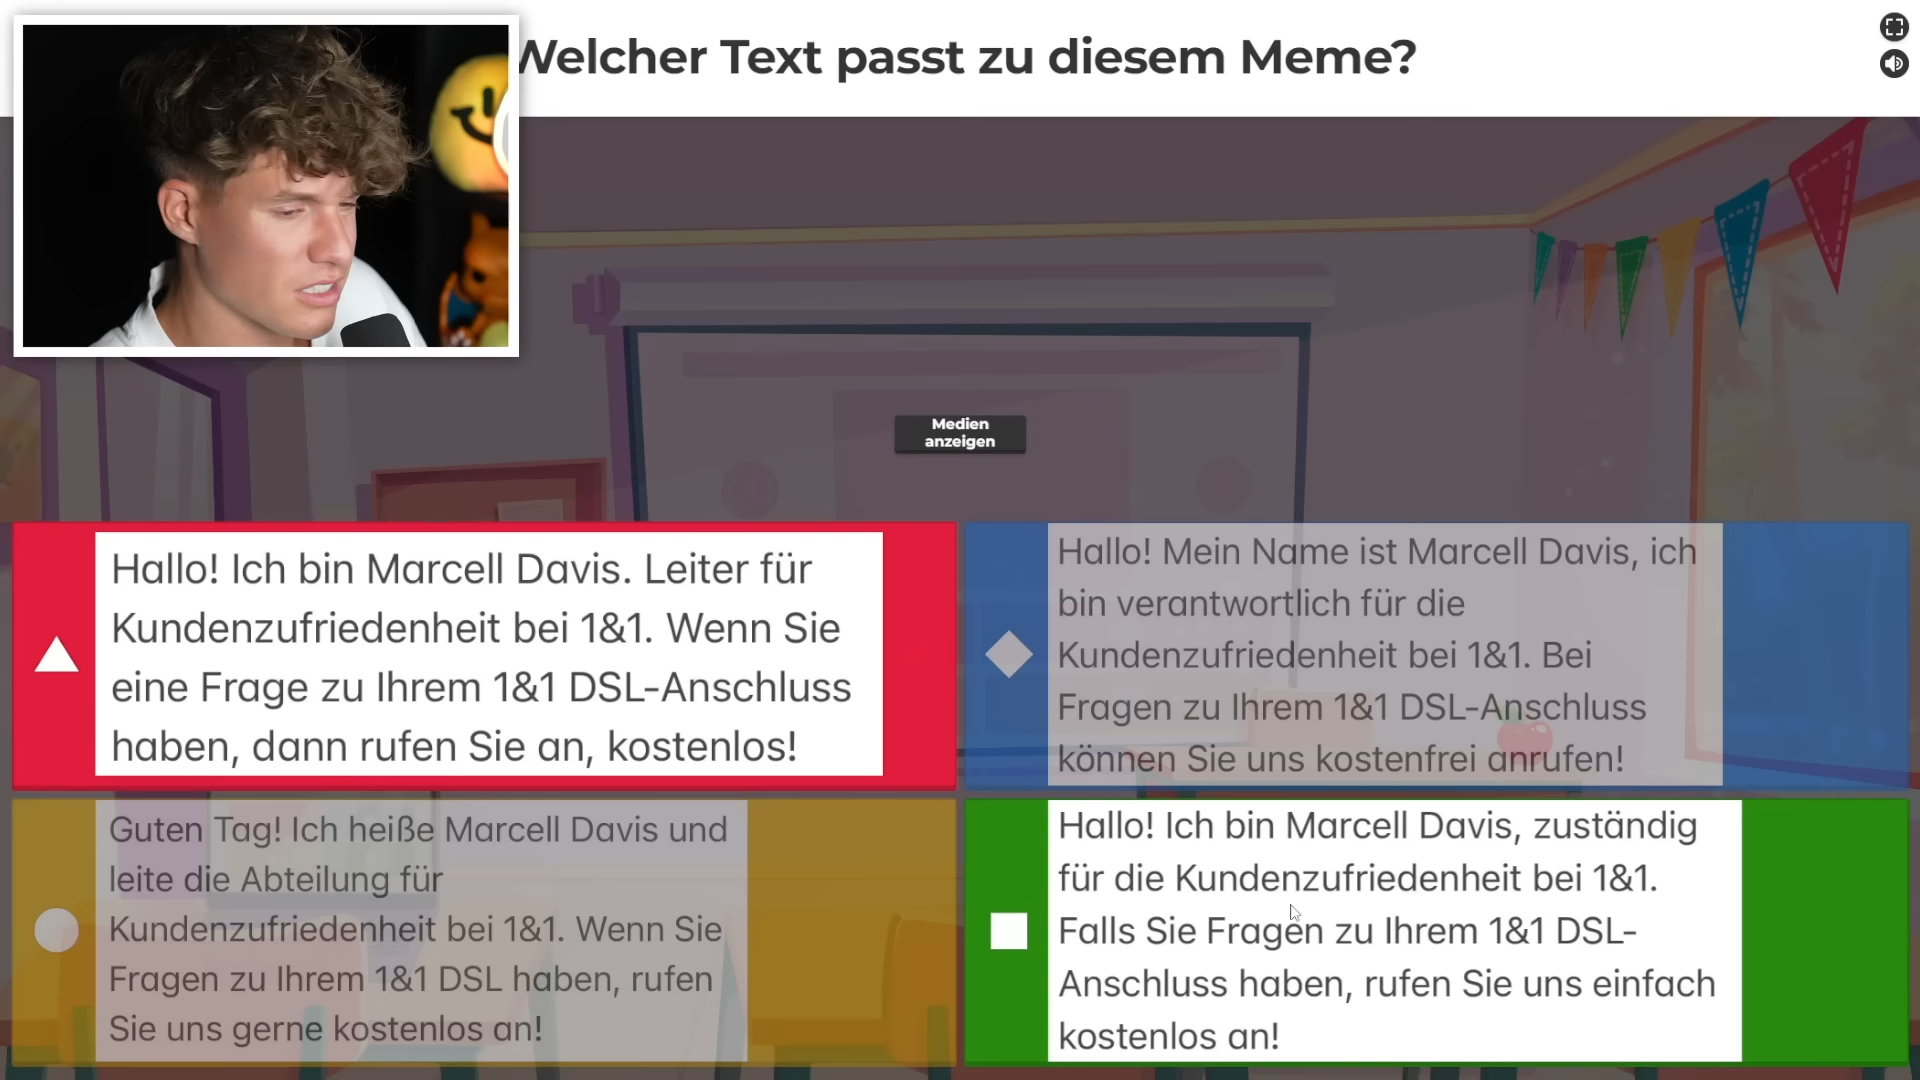 Welcher Text passt zu diesem Meme?
Medien
anzeigen
Hallo! Ich bin Marcell Davis. Leiter für
Kundenzufriedenheit bei 1&1. Wenn Sie
eine Frage zu Ihrem 1&1 DSL-Anschluss
haben, dann rufen Sie an, kostenlos!
Hallo! Mein Name ist Marcell Davis, ich
bin verantwortlich für die
Kundenzufriedenheit bei 1&1. Bei
Fragen zu Ihrem 1&1 DSL-Anschluss
können Sie uns kostenfrei anrufen!
Guten Tag! Ich heiße Marcell Davis und
leite die Abteilung für
Kundenzufriedenheit bei 1&1. Wenn Sie
Fragen zu Ihrem 1&1 DSL haben, rufen
Sie uns gerne kostenlos an!
Hallo! Ich bin Marcell Davis, zuständig
für die Kundenzufriedenheit bei 1&1.
Falls Sie Fragen zu Ihrem 1&1 DSL-
Anschluss haben, rufen Sie uns einfach
kostenlos an!